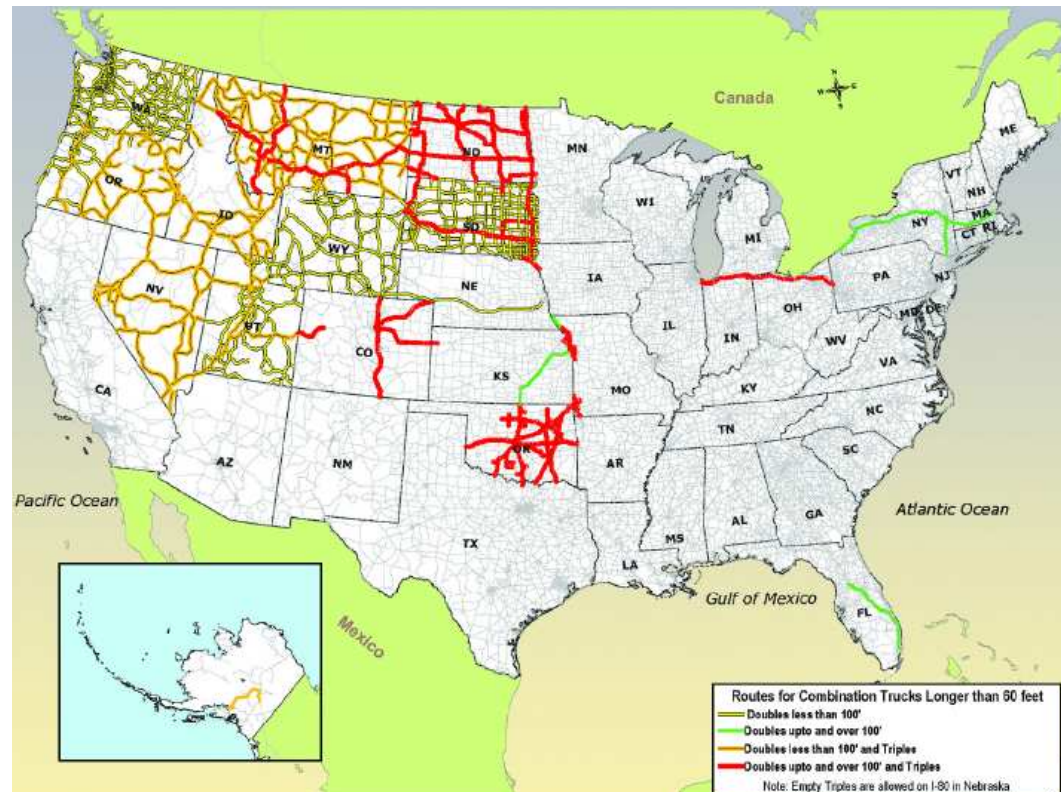 Canada
WA
MT
ND
MN
ME
VT
NH
OR
ID
SD
WI
MI
NY
MA
CT RI
WY
NE
IA
PA
NJ
NV
UT
CO
KS
MO
IL
IN
OH
WV
MD DE
VA
KY
CA
AZ
NM
OK
AR
TN
NC
SC
TX
LA
MS
AL
GA
FL
Pacific Ocean
Atlantic Ocean
Gulf of Mexico
Mexico
N
W
E
S
Routes for Combination Trucks Longer than 60 feet
Doubles less than 100'
Doubles upto and over 100'
Doubles less than 100' and Triples
Doubles upto and over 100' and Triples
Note: Empty Triples are allowed on I-80 in Nebraska